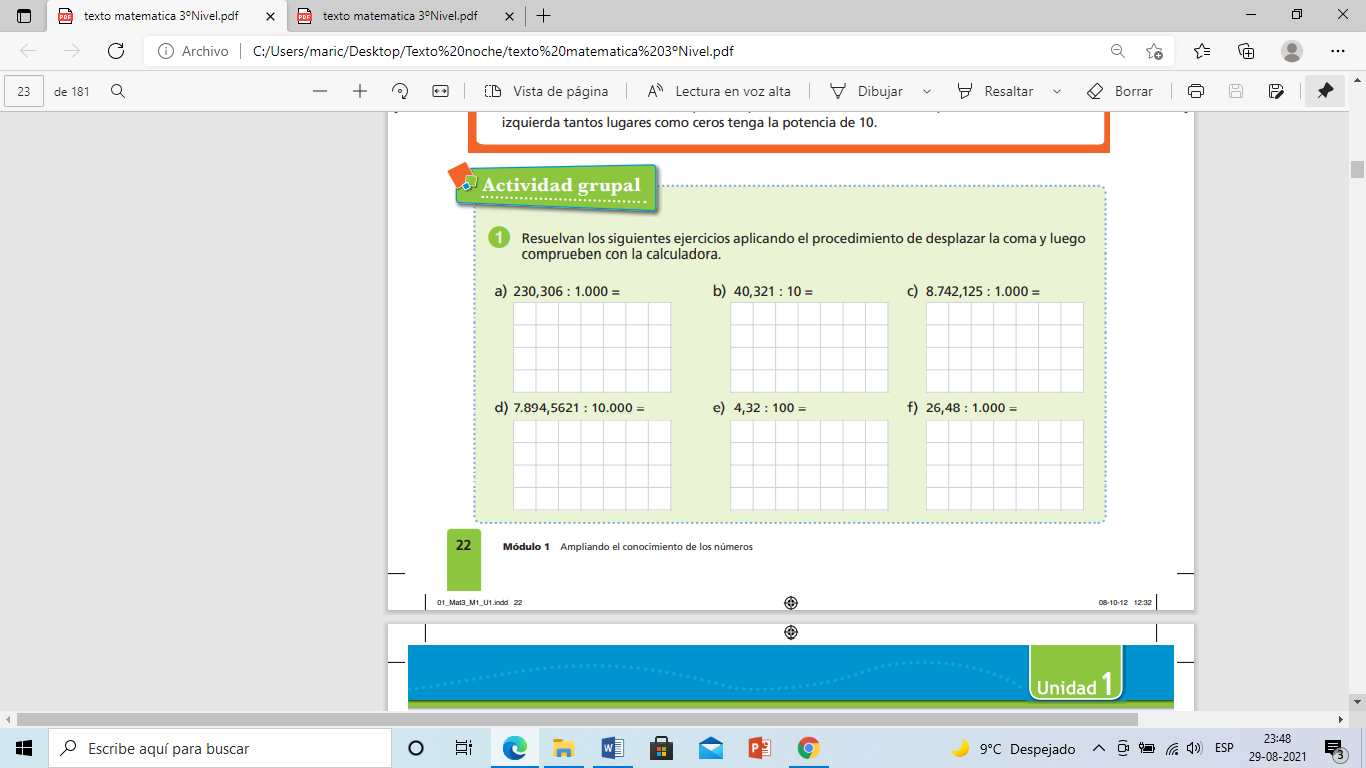 texto matematica 3ºNivel.pdf
texto matematica 3ºNivel.pdf
Archivo
C:/Users/maric/Desktop/Texto%20noche/texto%20matematica%203ºNivel.pdf
23
de 181
Vista de página
Lectura en voz alta
Dibujar
Resaltar
Borrar
izquierda tantos lugares como ceros tenga la potencia de 10.
Actividad grupal
1 Resuelvan los siguientes ejercicios aplicando el procedimiento de desplazar la coma y luego
comprueben con la calculadora.
a) 230,306 : 1.000 =
b) 40,321 : 10 =
c) 8.742,125 : 1.000 =
d) 7.894,5621 : 10.000 =
e) 4,32 : 100 =
f) 26,48 : 1.000 =
22
Módulo 1 Ampliando el conocimiento de los números
01_Mat3_M1_U1.indd 22
08-10-12 12:32
Unidad 1
Escribe aquí para buscar
9°C Despejado
ESP
23:48
29-08-2021
3